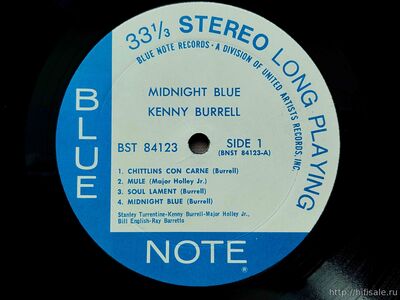 33⅓ STEREO LONG PLAYING
BLUE NOTE RECORDS • A DIVISION OF UNITED ARTISTS RECORDS, INC.
BLUE
MIDNIGHT BLUE
KENNY BURRELL
BST 84123 SIDE 1
(BNST 84123-A)
1. CHITTLINS CON CARNE (Burrell)
2. MULE (Major Holley Jr.)
3. SOUL LAMENT (Burrell)
4. MIDNIGHT BLUE (Burrell)
Stanley Turrentine-Kenny Burrell-Major Holley Jr.,
Bill English-Ray Barretto
NOTE
®
http://hifisale.ru